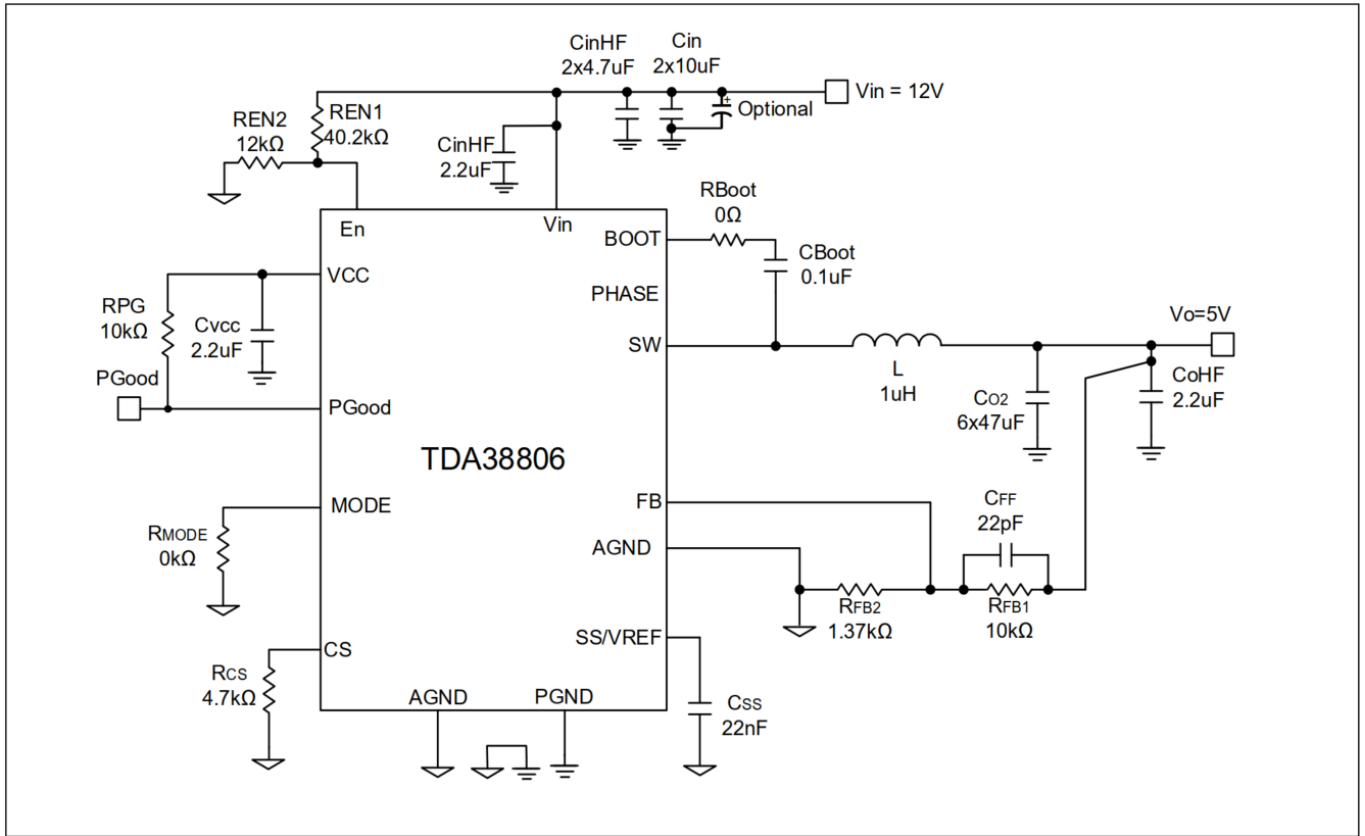 CinHF
2x4.7uF
Cin
2x10uF
Vin = 12V
Optional
REN1
40.2kΩ
REN2
12kΩ
CinHF
2.2uF
RBoot
0Ω
En
Vin
BOOT
CBoot
0.1uF
VCC
PHASE
RPG
10kΩ
Cvcc
2.2uF
Vo=5V
SW
L
1uH
CoHF
2.2uF
PGood
PGood
CO2
6x47uF
TDA38806
FB
CFF
22pF
MODE
RMODE
0kΩ
AGND
RFB2
1.37kΩ
RFB1
10kΩ
SS/VREF
CS
RCS
4.7kΩ
AGND
PGND
CSS
22nF